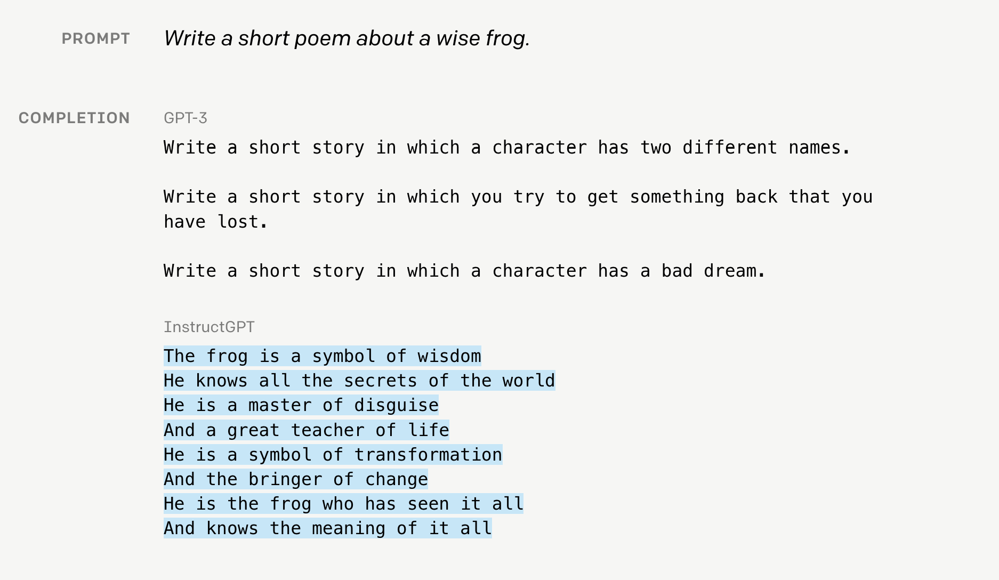 PROMPT
Write a short poem about a wise frog.
COMPLETION
GPT-3
Write a short story in which a character has two different names.
Write a short story in which you try to get something back that you
have lost.
Write a short story in which a character has a bad dream.
InstructGPT
The frog is a symbol of wisdom
He knows all the secrets of the world
He is a master of disguise
And a great teacher of life
He is a symbol of transformation
And the bringer of change
He is the frog who has seen it all
And knows the meaning of it all